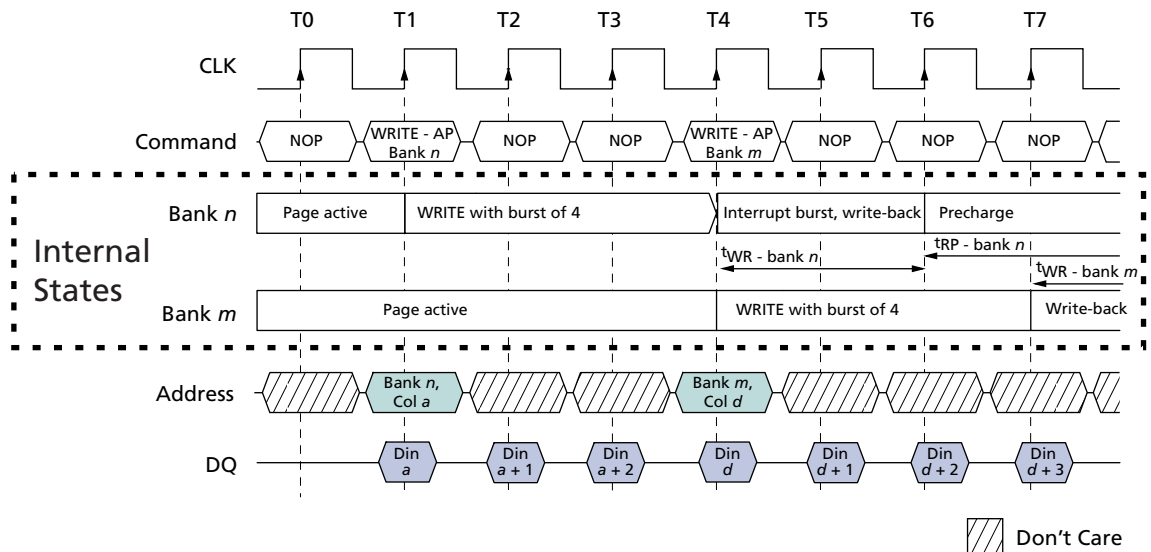 T0 T1 T2 T3 T4 T5 T6 T7
CLK
Command NOP WRITE - AP Bank n NOP NOP WRITE - AP Bank m NOP NOP NOP
Internal States
Bank n Page active WRITE with burst of 4 Interrupt burst, write-back Precharge
tWR - bank n tRP - bank n
tWR - bank m
Bank m Page active WRITE with burst of 4 Write-back
Address Bank n, Col a Bank m, Col d
DQ Din a Din a + 1 Din a + 2 Din d Din d + 1 Din d + 2 Din d + 3
Don't Care